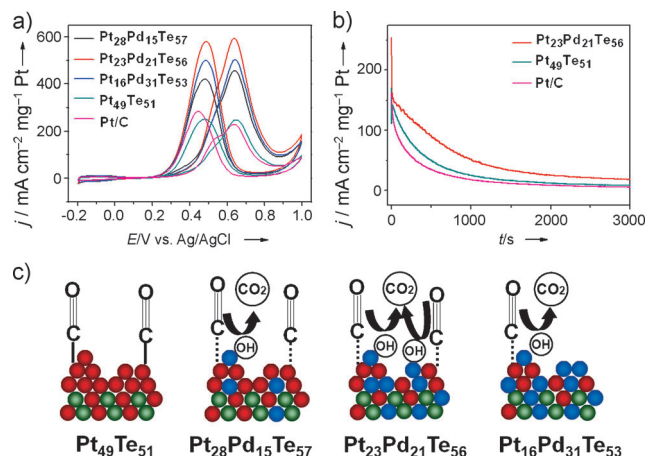 a)
j / mA cm⁻² mg⁻¹ Pt →
600
400
200
0
Pt₂₈Pd₁₅Te₅₇
Pt₂₃Pd₂₁Te₅₆
Pt₁₆Pd₃₁Te₅₃
Pt₄₉Te₅₁
Pt/C
-0.2 0.0 0.2 0.4 0.6 0.8 1.0
E/V vs. Ag/AgCl →
b)
j / mA cm⁻² mg⁻¹ Pt →
250
150
50
0
Pt₂₃Pd₂₁Te₅₆
Pt₄₉Te₅₁
Pt/C
0 1000 2000 3000
t/s →
c)
O C O C
O C CO₂ OH O C
O C CO₂ OH OH O C
O C CO₂ OH
Pt₄₉Te₅₁ Pt₂₈Pd₁₅Te₅₇ Pt₂₃Pd₂₁Te₅₆ Pt₁₆Pd₃₁Te₅₃